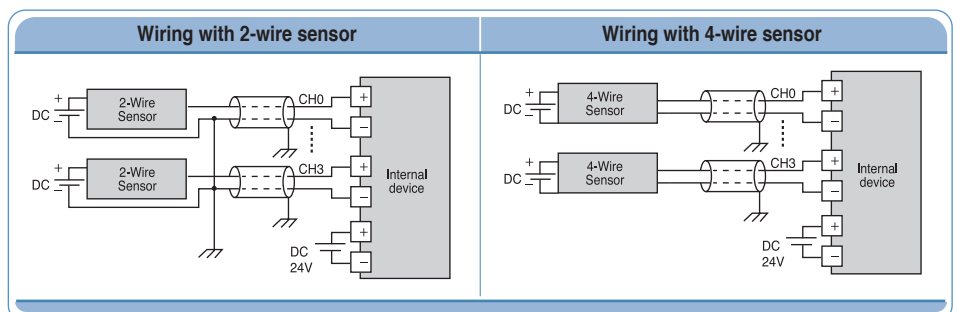 Wiring with 2-wire sensor
Wiring with 4-wire sensor
DC
+
−
2-Wire
Sensor
CH0
+
−
DC
+
−
2-Wire
Sensor
CH3
+
−
Internal
device
DC
24V
+
−
DC
+
−
4-Wire
Sensor
CH0
+
−
DC
+
−
4-Wire
Sensor
CH3
+
−
Internal
device
DC
24V
+
−